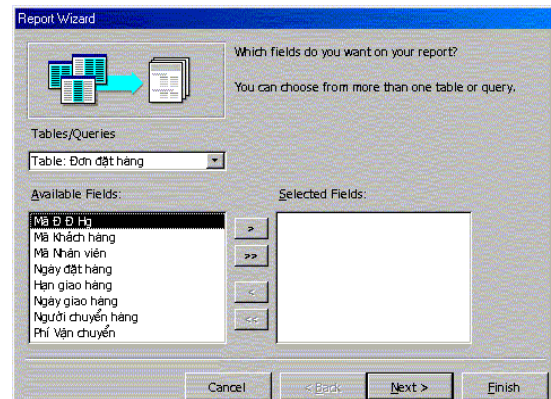 Report Wizard
Which fields do you want on your report?
You can choose from more than one table or query.
Tables/Queries
Table: Đơn đặt hàng
Available Fields:
Selected Fields:
Mã Đ Đ Hg
Mã Khách hàng
Mã Nhân viên
Ngày đặt hàng
Hạn giao hàng
Ngày giao hàng
Người chuyển hàng
Phí Vận chuyển
>
>>
<
<<
Cancel
< Back
Next >
Finish